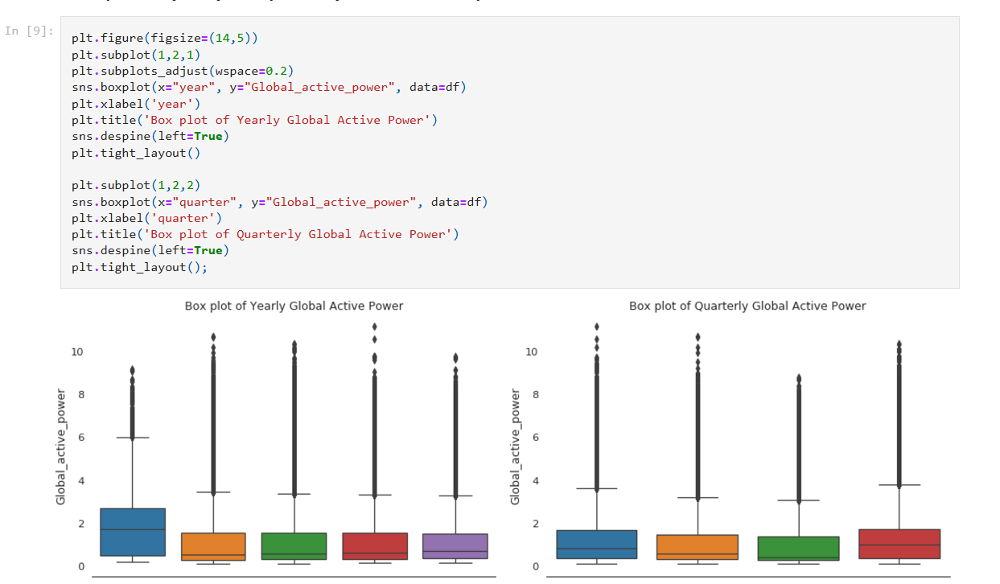 In [9]:
plt.figure(figsize=(14,5))
plt.subplot(1,2,1)
plt.subplots_adjust(wspace=0.2)
sns.boxplot(x="year", y="Global_active_power", data=df)
plt.xlabel('year')
plt.title('Box plot of Yearly Global Active Power')
sns.despine(left=True)
plt.tight_layout()

plt.subplot(1,2,2)
sns.boxplot(x="quarter", y="Global_active_power", data=df)
plt.xlabel('quarter')
plt.title('Box plot of Quarterly Global Active Power')
sns.despine(left=True)
plt.tight_layout();
Box plot of Yearly Global Active Power
Global_active_power
10
8
6
4
2
0
Box plot of Quarterly Global Active Power
Global_active_power
10
8
6
4
2
0